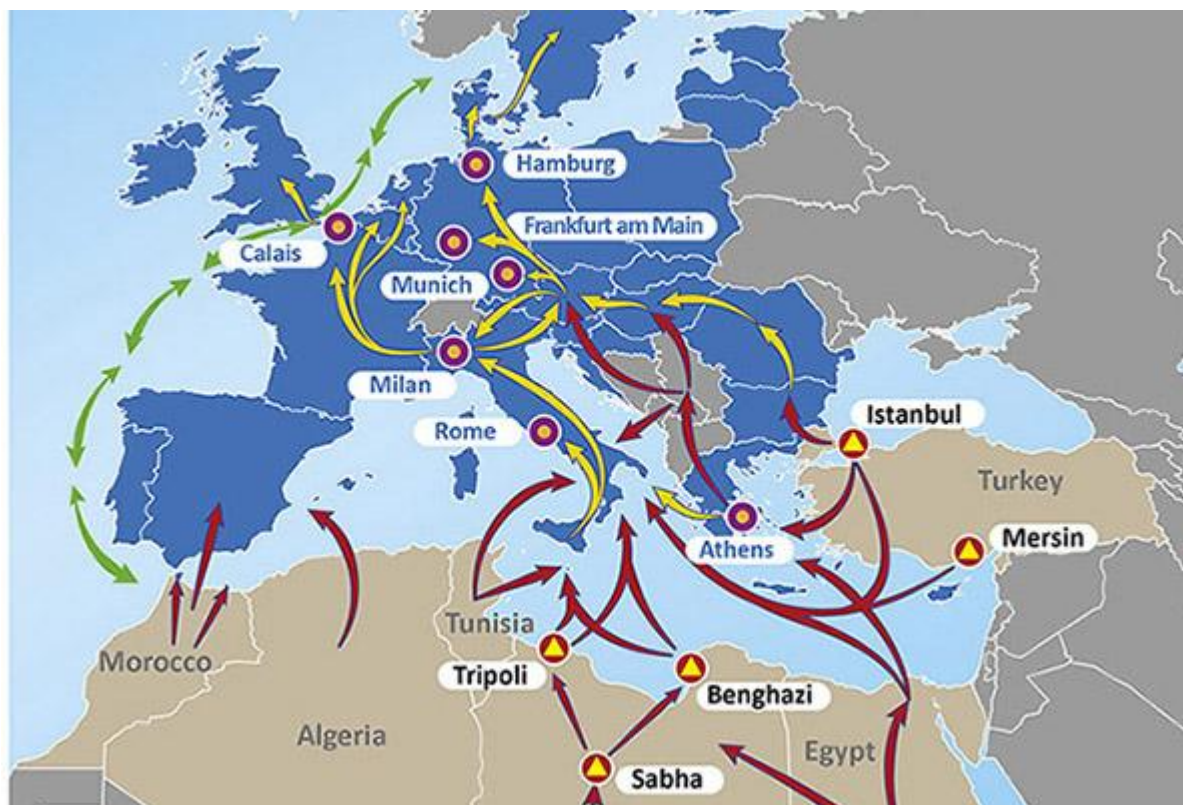 Hamburg
Frankfurt am Main
Calais
Munich
Milan
Rome
Istanbul
Turkey
Athens
Mersin
Tunisia
Morocco
Tripoli
Benghazi
Algeria
Egypt
Sabha